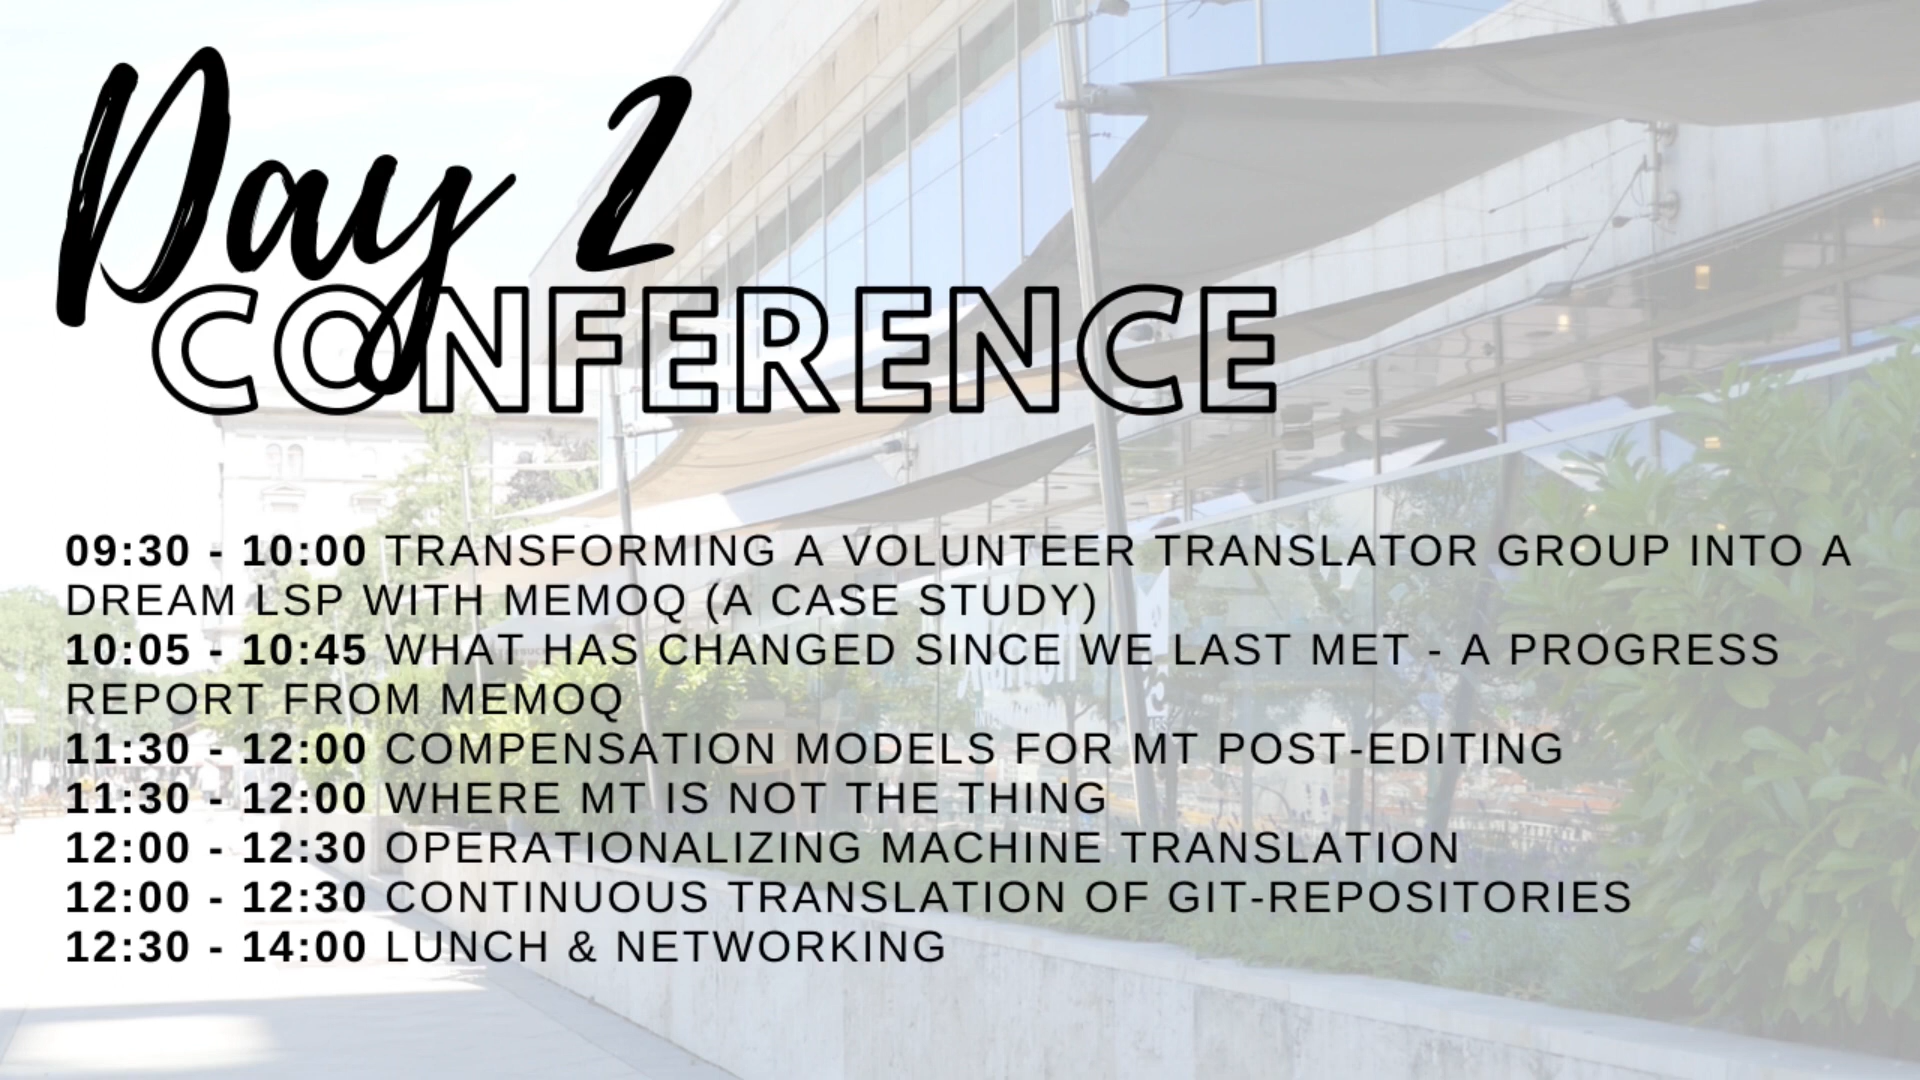 Day 2
CONFERENCE
09:30 - 10:00 TRANSFORMING A VOLUNTEER TRANSLATOR GROUP INTO A
DREAM LSP WITH MEMOQ (A CASE STUDY)
10:05 - 10:45 WHAT HAS CHANGED SINCE WE LAST MET - A PROGRESS
REPORT FROM MEMOQ
11:30 - 12:00 COMPENSATION MODELS FOR MT POST-EDITING
11:30 - 12:00 WHERE MT IS NOT THE THING
12:00 - 12:30 OPERATIONALIZING MACHINE TRANSLATION
12:00 - 12:30 CONTINUOUS TRANSLATION OF GIT-REPOSITORIES
12:30 - 14:00 LUNCH & NETWORKING